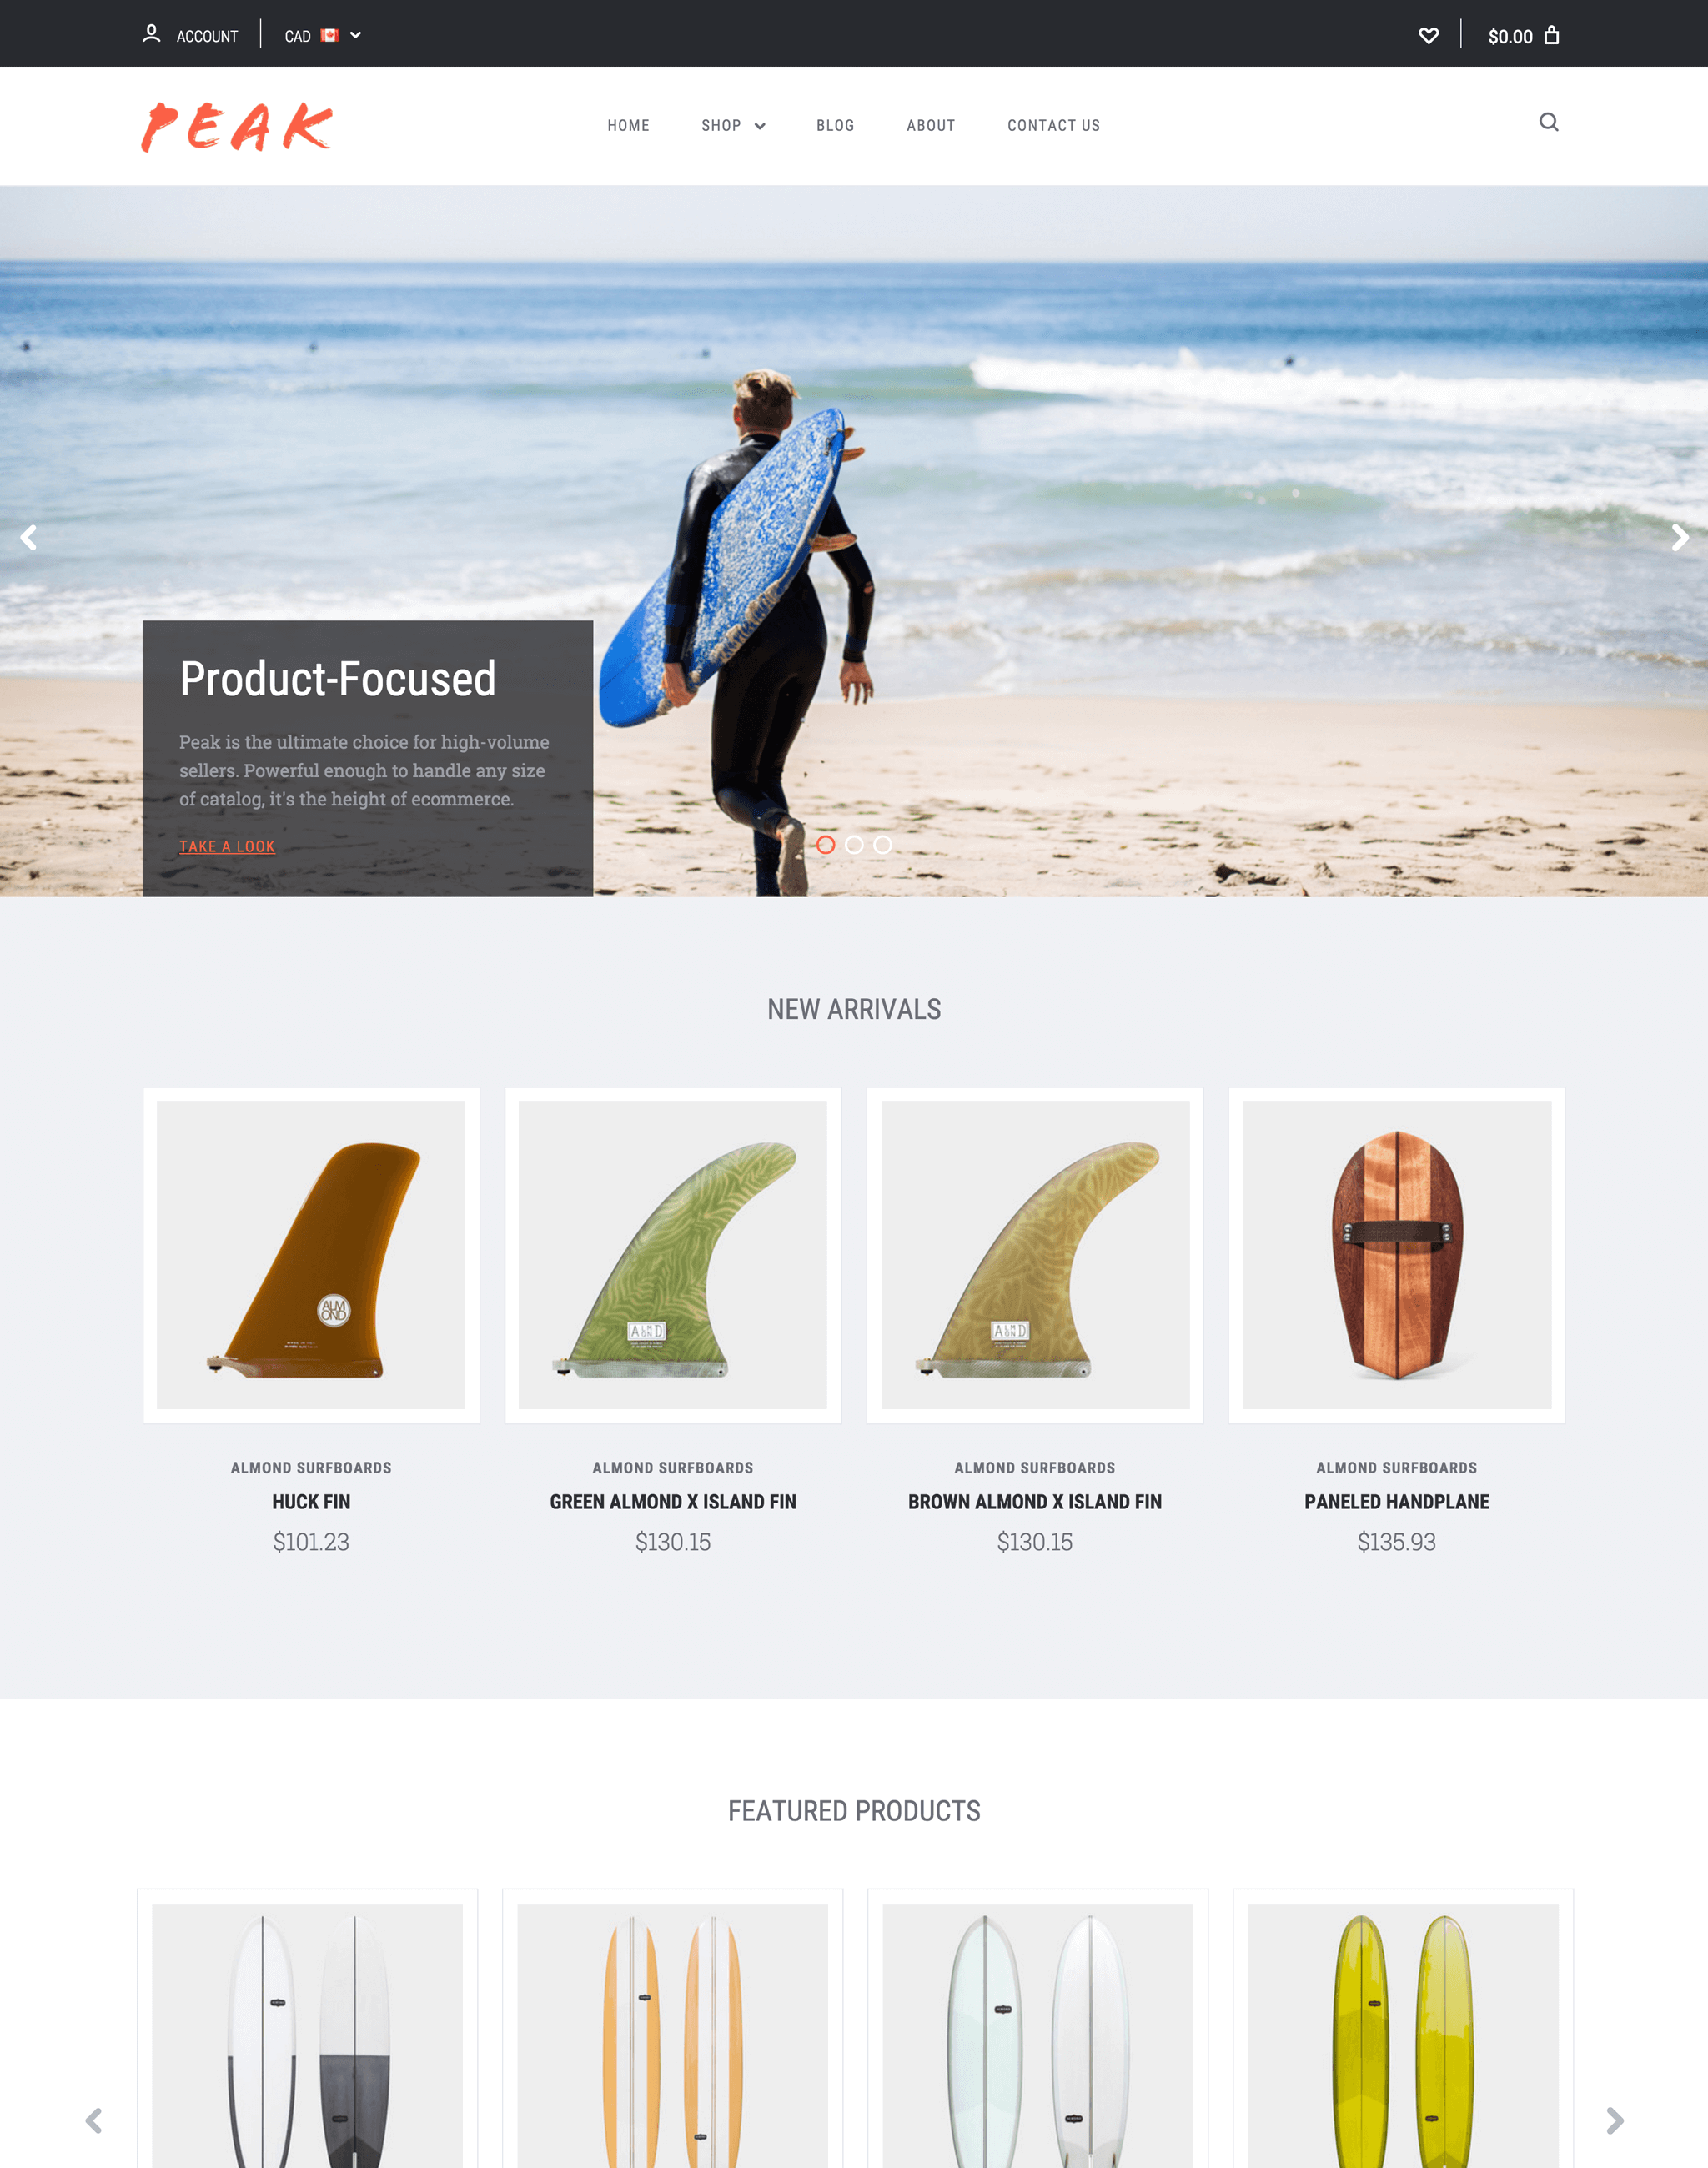 ACCOUNT
CAD
$0.00
PEAK
HOME
SHOP
BLOG
ABOUT
CONTACT US
Product-Focused
Peak is the ultimate choice for high-volume
sellers. Powerful enough to handle any size
of catalog, it's the height of ecommerce.
TAKE A LOOK
NEW ARRIVALS
ALM
OND
ALMOND SURFBOARDS
HUCK FIN
$101.23
ALMOND SURFBOARDS
GREEN ALMOND X ISLAND FIN
$130.15
ALMOND SURFBOARDS
BROWN ALMOND X ISLAND FIN
$130.15
ALMOND SURFBOARDS
PANELED HANDPLANE
$135.93
FEATURED PRODUCTS